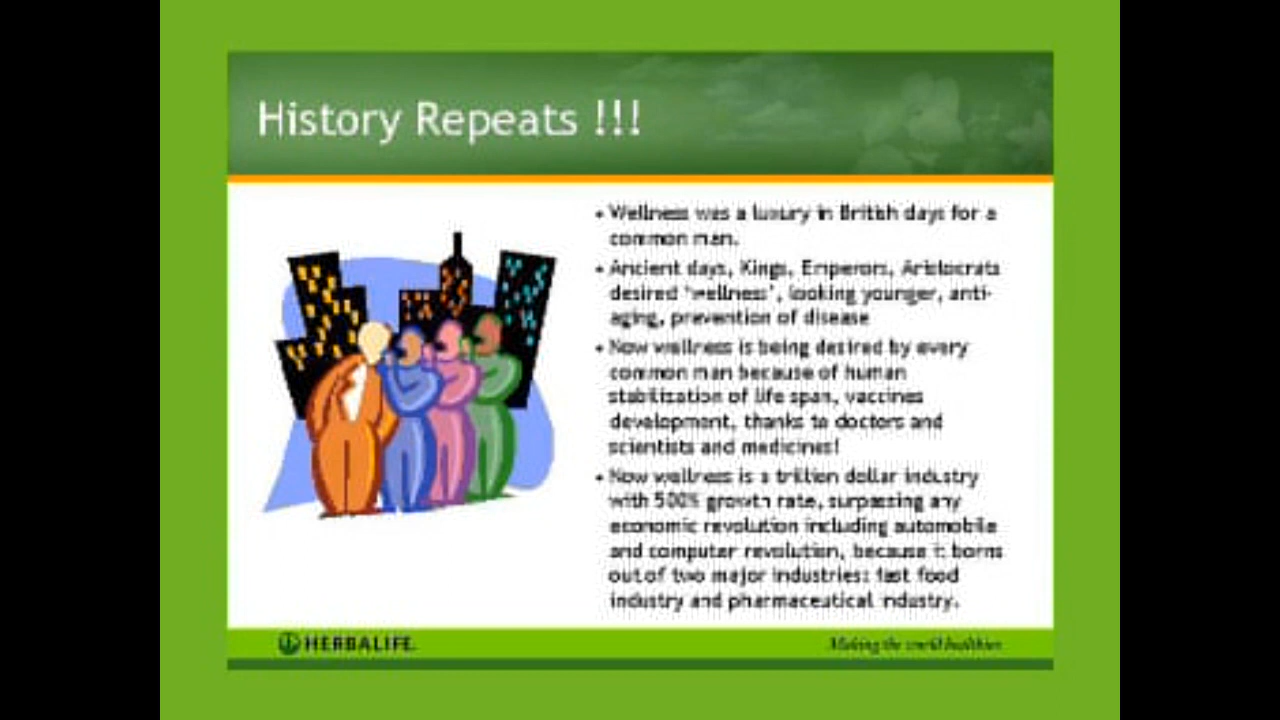 History Repeats !!!
• Wellness was a luxury in British days for a
common man.
• Ancient days, Kings, Emperors, Aristocrats
desired "wellness", looking younger, anti-
aging, prevention of disease
• Now wellness is being desired by every
common man because of human
stabilization of life span, vaccines
development, thanks to doctors and
scientists and medicines!
• Now wellness is a trillion dollar industry
with 500% growth rate, surpassing any
economic revolution including automobile
and computer revolution, because it borns
out of two major industries: fast food
industry and pharmaceutical industry.
HERBALIFE.
Making the world healthier.